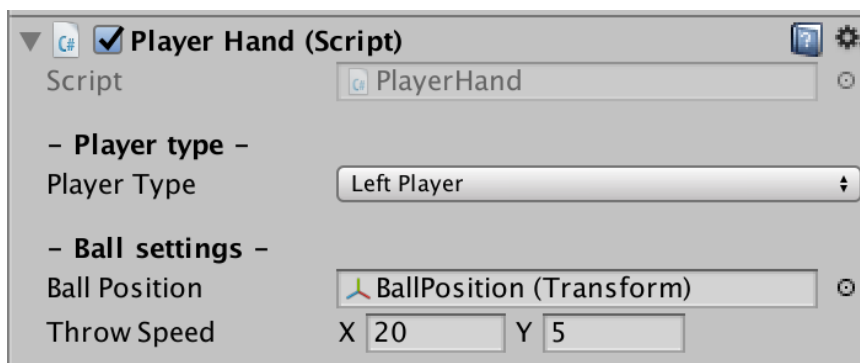 C# Player Hand (Script)
Script C# PlayerHand
- Player type -
Player Type Left Player
- Ball settings -
Ball Position BallPosition (Transform)
Throw Speed X 20 Y 5